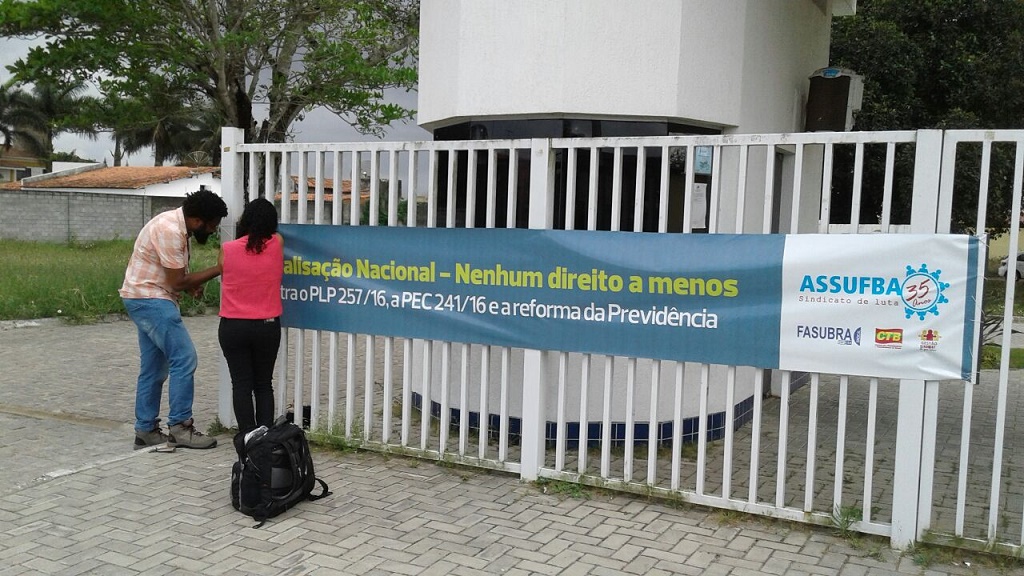 alisação Nacional – Nenhum direito a menos
tra o PLP 257/16, a PEC 241/16 e a reforma da Previdência
ASSUFBA
Sindicato de luta
35
Anos
FASUBRA
CTB